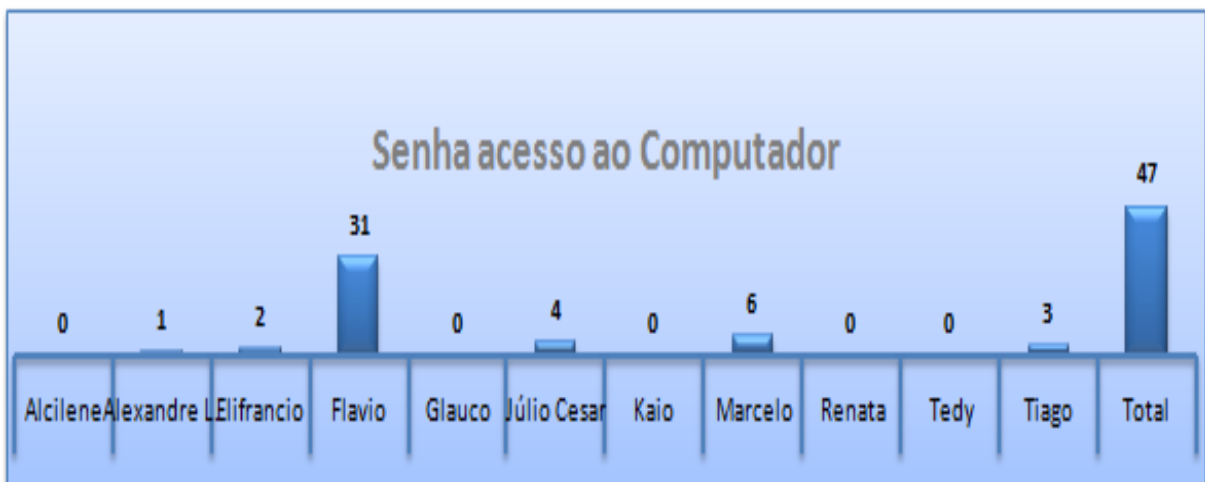 Senha acesso ao Computador
0 1 2 31 0 4 0 6 0 0 3 47
Alcilene Alexandre L. Elifrancio Flavio Glauco Júlio Cesar Kaio Marcelo Renata Tedy Tiago Total